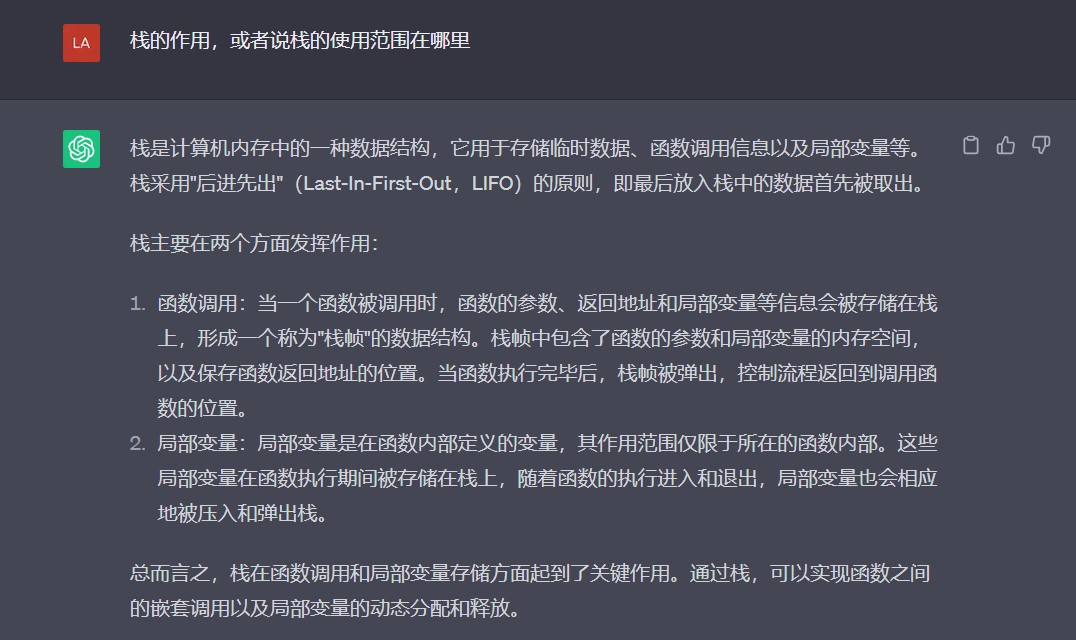 LA
栈的作用，或者说栈的使用范围在哪里
栈是计算机内存中的一种数据结构，它用于存储临时数据、函数调用信息以及局部变量等。
栈采用"后进先出"（Last-In-First-Out，LIFO）的原则，即最后放入栈中的数据首先被取出。
栈主要在两个方面发挥作用：
1. 函数调用：当一个函数被调用时，函数的参数、返回地址和局部变量等信息会被存储在栈
上，形成一个称为"栈帧"的数据结构。栈帧中包含了函数的参数和局部变量的内存空间，
以及保存函数返回地址的位置。当函数执行完毕后，栈帧被弹出，控制流程返回到调用函
数的位置。
2. 局部变量：局部变量是在函数内部定义的变量，其作用范围仅限于所在的函数内部。这些
局部变量在函数执行期间被存储在栈上，随着函数的执行进入和退出，局部变量也会相应
地被压入和弹出栈。
总而言之，栈在函数调用和局部变量存储方面起到了关键作用。通过栈，可以实现函数之间
的嵌套调用以及局部变量的动态分配和释放。